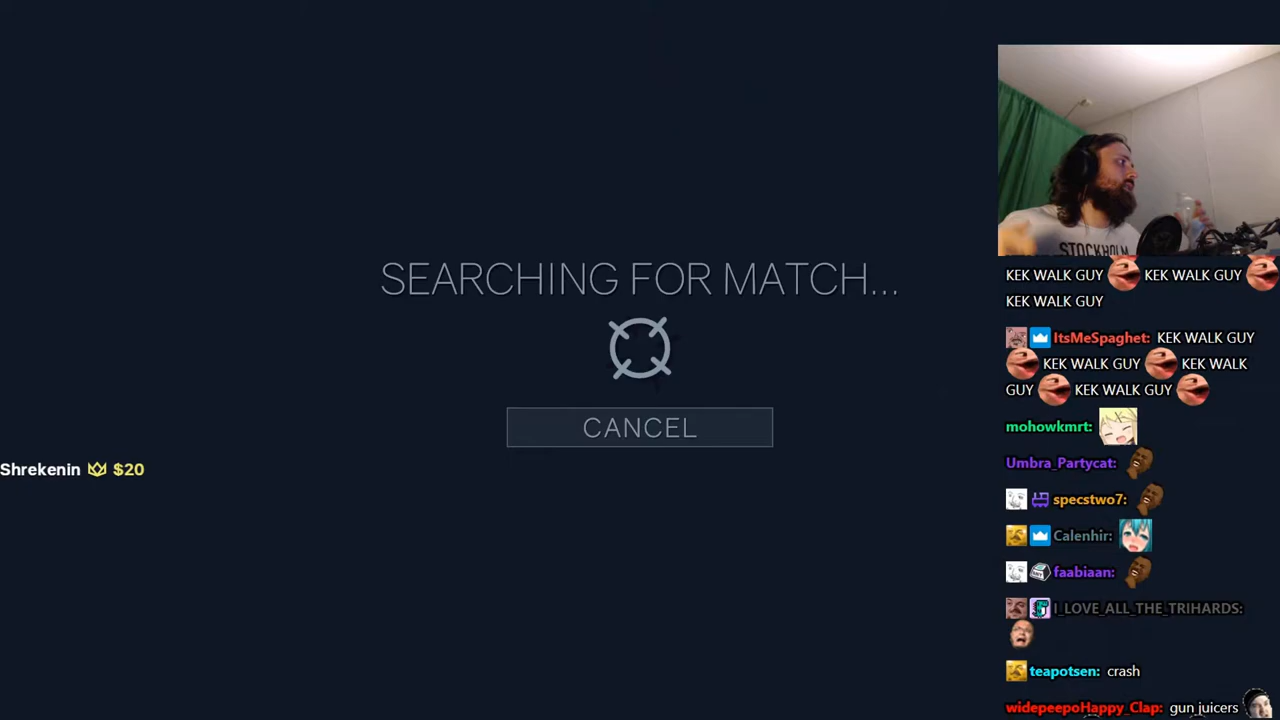 SEARCHING FOR MATCH...
CANCEL
Shrekenin $20
STOCKHOLM
KEK WALK GUY KEK WALK GUY
KEK WALK GUY
ItsMeSpaghet: KEK WALK GUY
KEK WALK GUY KEK WALK
GUY KEK WALK GUY
mohowkmrt:
Umbra_Partycat:
specstwo7:
Calenhir:
faabiaan:
I_LOVE_ALL_THE_TRIHARDS:
teapotsen: crash
widepeepoHappy_Clap: gun juicers